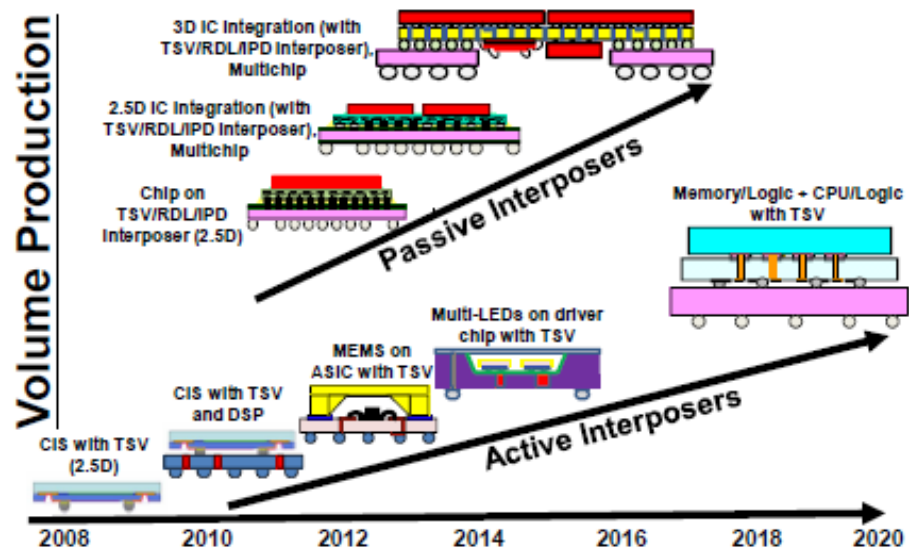 Volume Production
3D IC Integration (with
TSV/RDL/IPD Interposer),
Multichip
2.5D IC Integration (with
TSV/RDL/IPD Interposer),
Multichip
Chip on
TSV/RDL/IPD
Interposer (2.5D)
Passive Interposers
Memory/Logic + CPU/Logic
with TSV
Multi-LEDs on driver
chip with TSV
MEMS on
ASIC with TSV
CIS with TSV
and DSP
CIS with TSV
(2.5D)
Active Interposers
2008 2010 2012 2014 2016 2018 2020